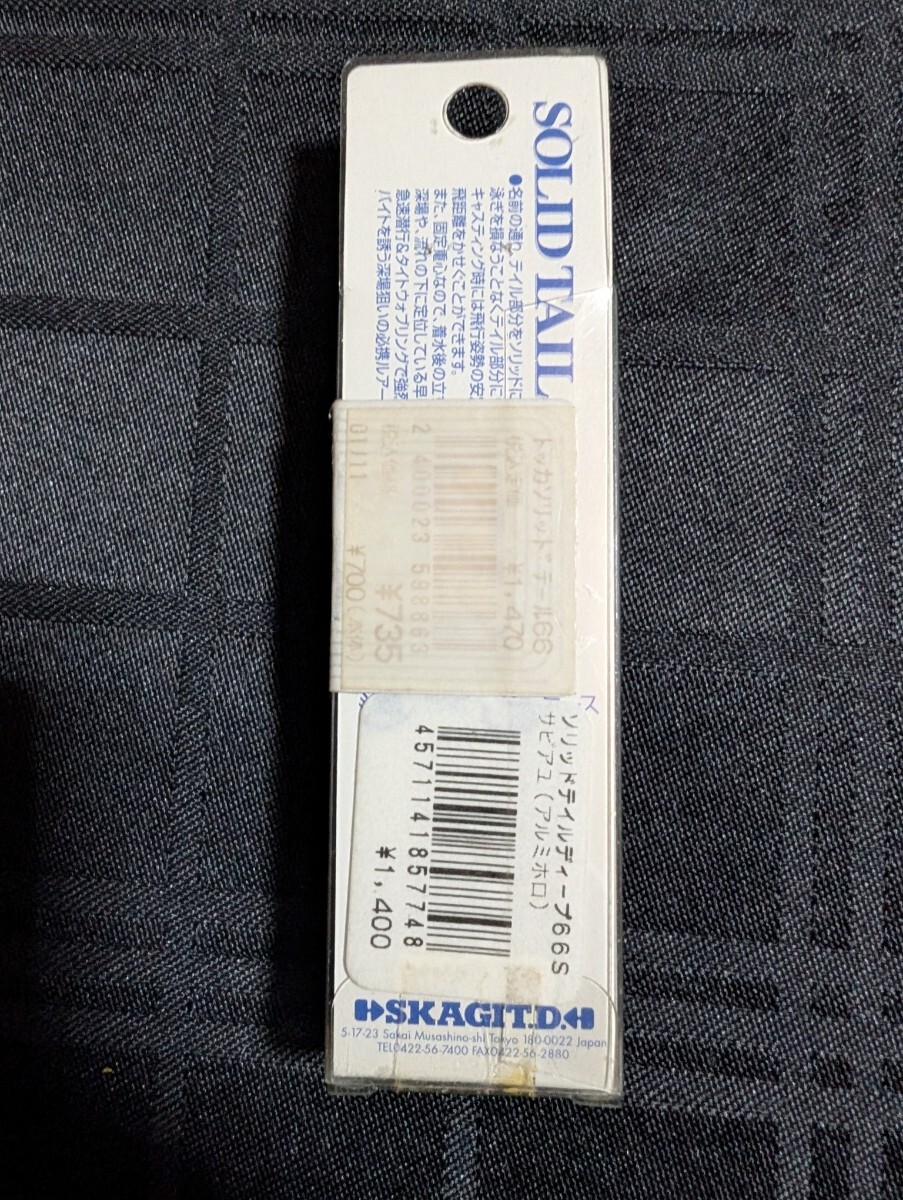 SOLID TAIL
●名前の通り、テイル部分をソリッドに
泳ぎを損なうことなくテイル部分に
キャスティング時には飛行姿勢の安
飛距離をかせぐことができます。
また、固定重心なので、着水後の立
深場や、流れの下に定位している早
急速潜行&タイトウォブリングで強烈
バイトを誘う深場狙いの必携ルアー
トッカソリッドテール66
税込定価 ¥1,470
2 400023 598863
税込価格 ¥735
01/11 ¥700(本体)
ス
ソリッドテイルディープ66S
サビアユ(アルミホロ)
4571141857748
¥1,400
SKAGIT.D.
5-17-23 Sakai Musashino-shi Tokyo 180-0022 Japan
TEL0422-56-7400 FAX0422-56-2880